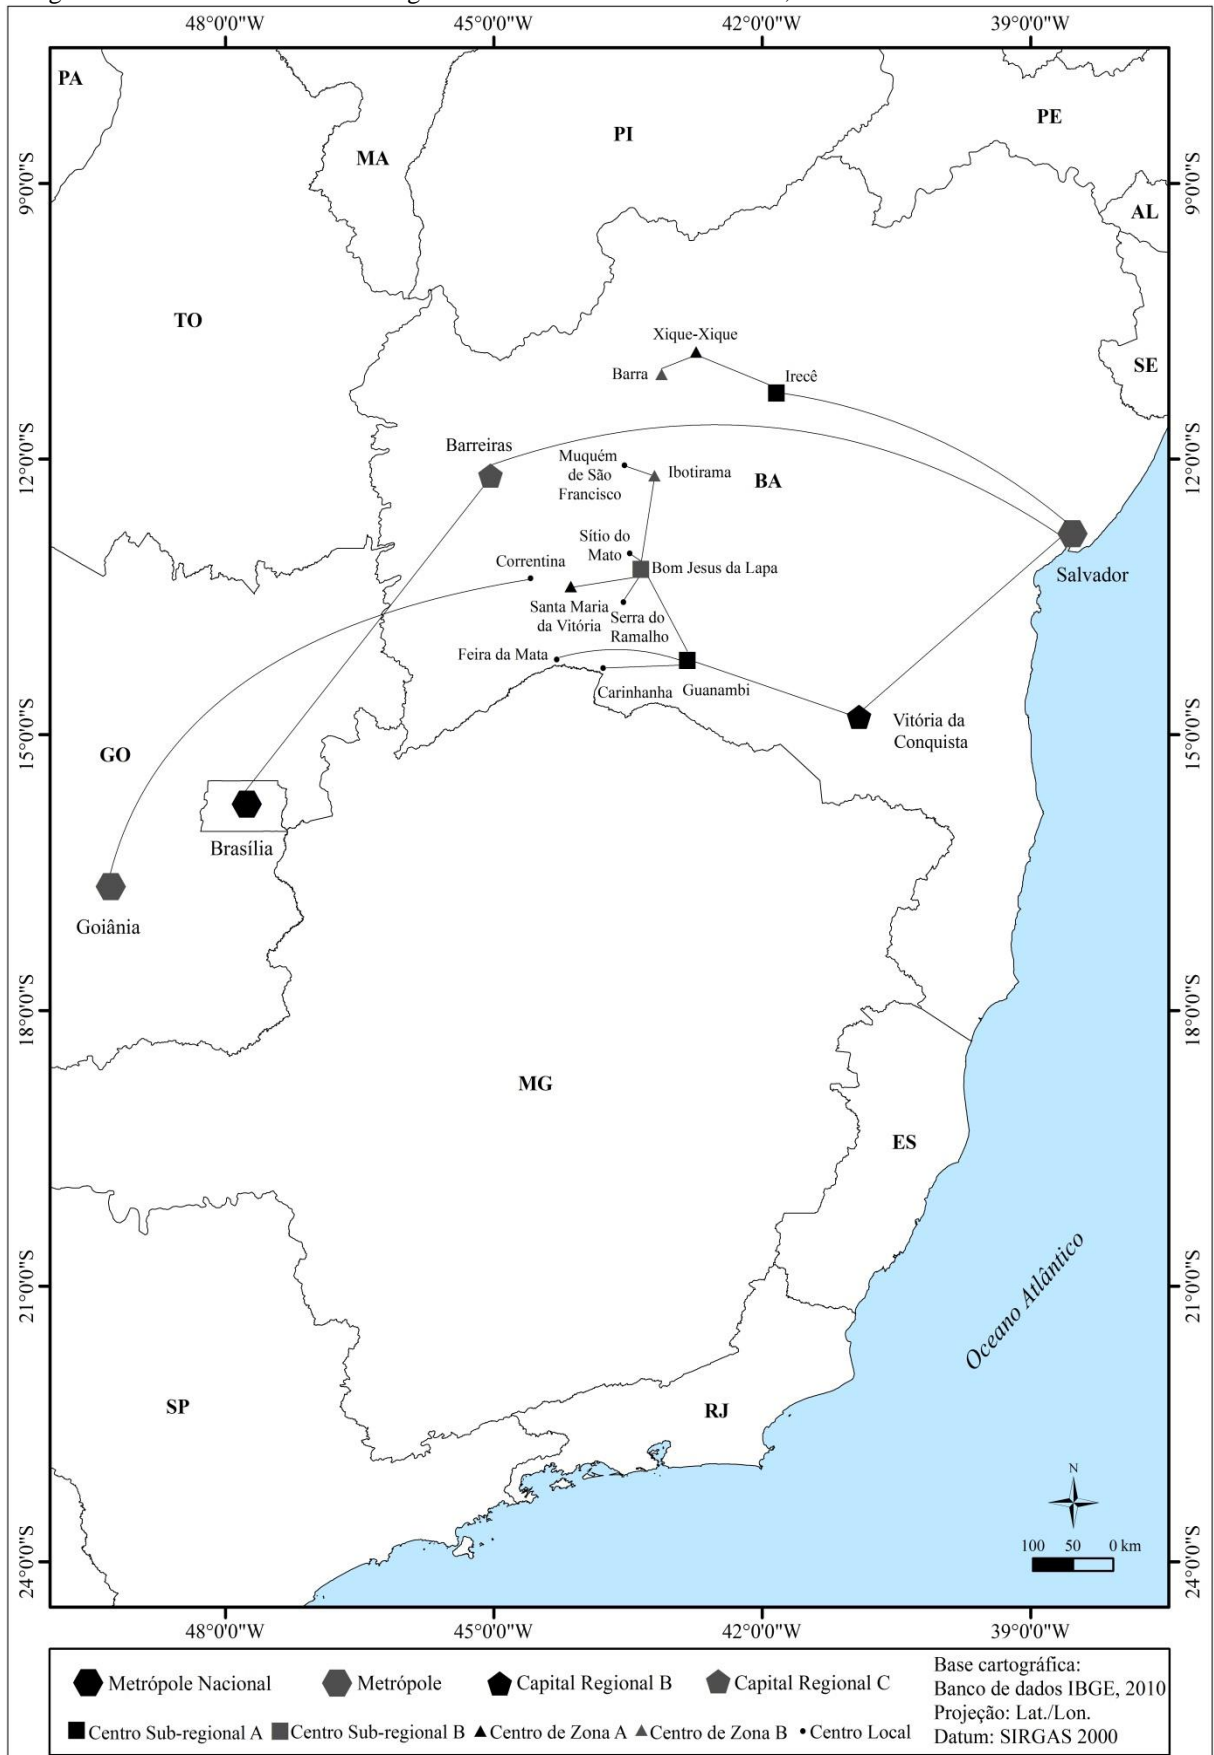 48°0'0"W 45°0'0"W 42°0'0"W 39°0'0"W
PA
PE
PI
MA
9°0'0"S 9°0'0"S
AL
TO
Xique-Xique
SE
Barra
Irecê
Barreiras
12°0'0"S 12°0'0"S
Muquém
de São
Francisco
Ibotirama
BA
Sítio do
Mato
Correntina
Bom Jesus da Lapa
Salvador
Santa Maria
da Vitória
Serra do
Ramalho
Feira da Mata
Carinhanha
Guanambi
Vitória da
Conquista
15°0'0"S 15°0'0"S
GO
Brasília
Goiânia
18°0'0"S 18°0'0"S
MG
ES
Oceano Atlântico
21°0'0"S 21°0'0"S
SP
RJ
N
100 50 0 km
24°0'0"S 24°0'0"S
48°0'0"W 45°0'0"W 42°0'0"W 39°0'0"W
Metrópole Nacional Metrópole Capital Regional B Capital Regional C
Centro Sub-regional A Centro Sub-regional B Centro de Zona A Centro de Zona B Centro Local
Base cartográfica:
Banco de dados IBGE, 2010
Projeção: Lat./Lon.
Datum: SIRGAS 2000